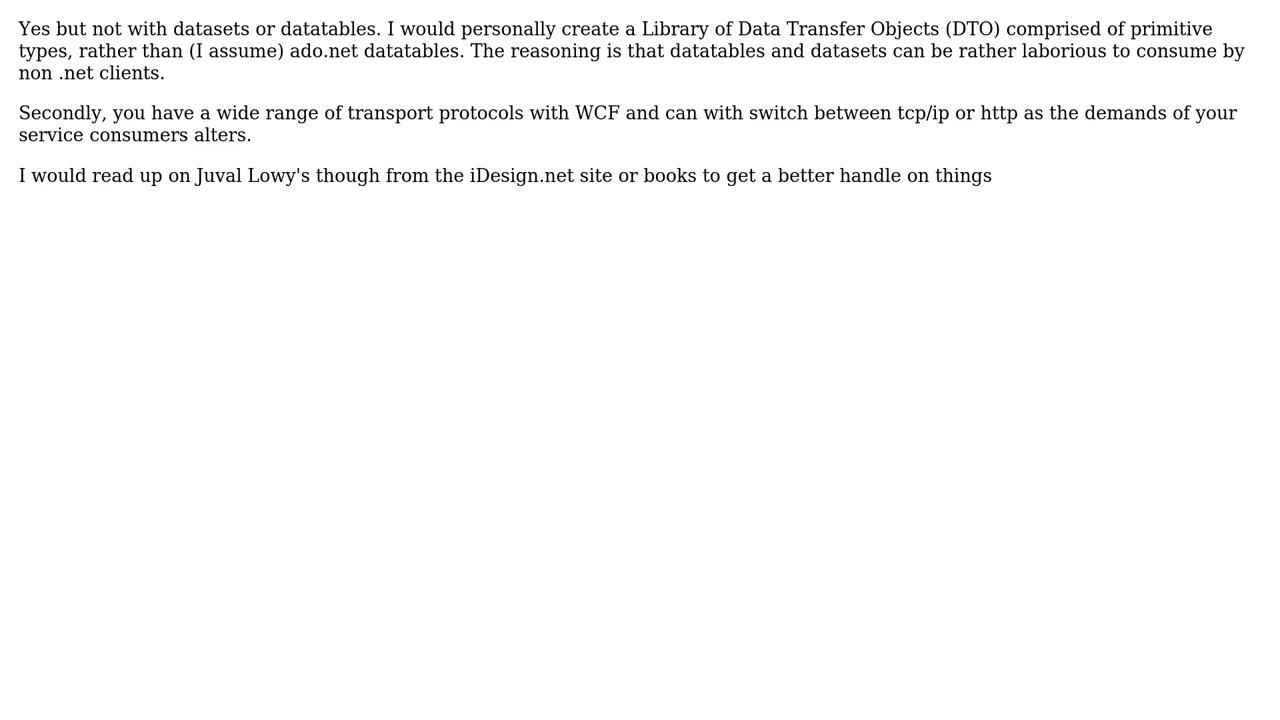 Yes but not with datasets or datatables. I would personally create a Library of Data Transfer Objects (DTO) comprised of primitive
types, rather than (I assume) ado.net datatables. The reasoning is that datatables and datasets can be rather laborious to consume by
non .net clients.
Secondly, you have a wide range of transport protocols with WCF and can with switch between tcp/ip or http as the demands of your
service consumers alters.
I would read up on Juval Lowy's though from the iDesign.net site or books to get a better handle on things